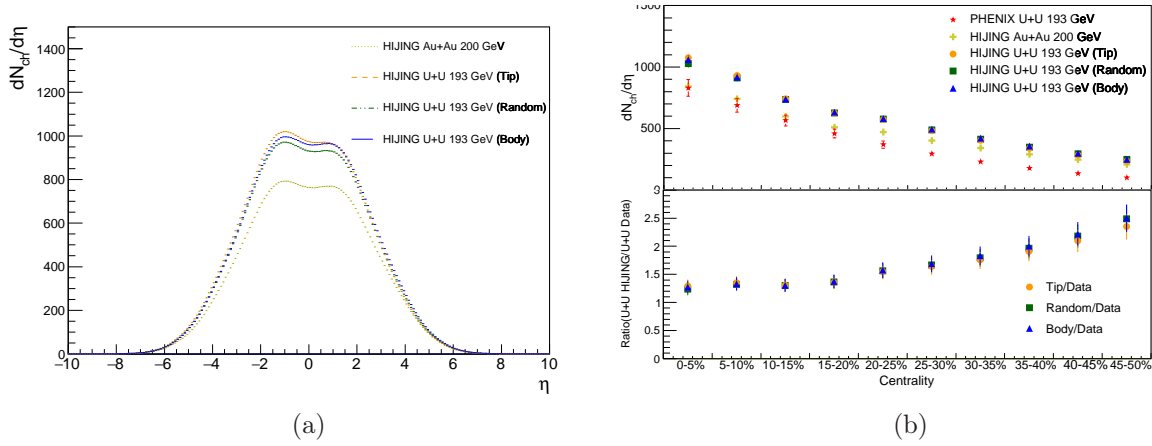 dN_ch/dη
1600
1400
1200
1000
800
600
400
200
0
−10 −8 −6 −4 −2 0 2 4 6 8 10
η
HIJING Au+Au 200 GeV
HIJING U+U 193 GeV (Tip)
HIJING U+U 193 GeV (Random)
HIJING U+U 193 GeV (Body)
(a)
dN_ch/dη
1500
1000
500
PHENIX U+U 193 GeV
HIJING Au+Au 200 GeV
HIJING U+U 193 GeV (Tip)
HIJING U+U 193 GeV (Random)
HIJING U+U 193 GeV (Body)
Ratio(U+U HIJING/U+U Data)
2.5
2
1.5
1
0.5
0
Tip/Data
Random/Data
Body/Data
0-5% 5-10% 10-15% 15-20% 20-25% 25-30% 30-35% 35-40% 40-45% 45-50%
Centrality
(b)